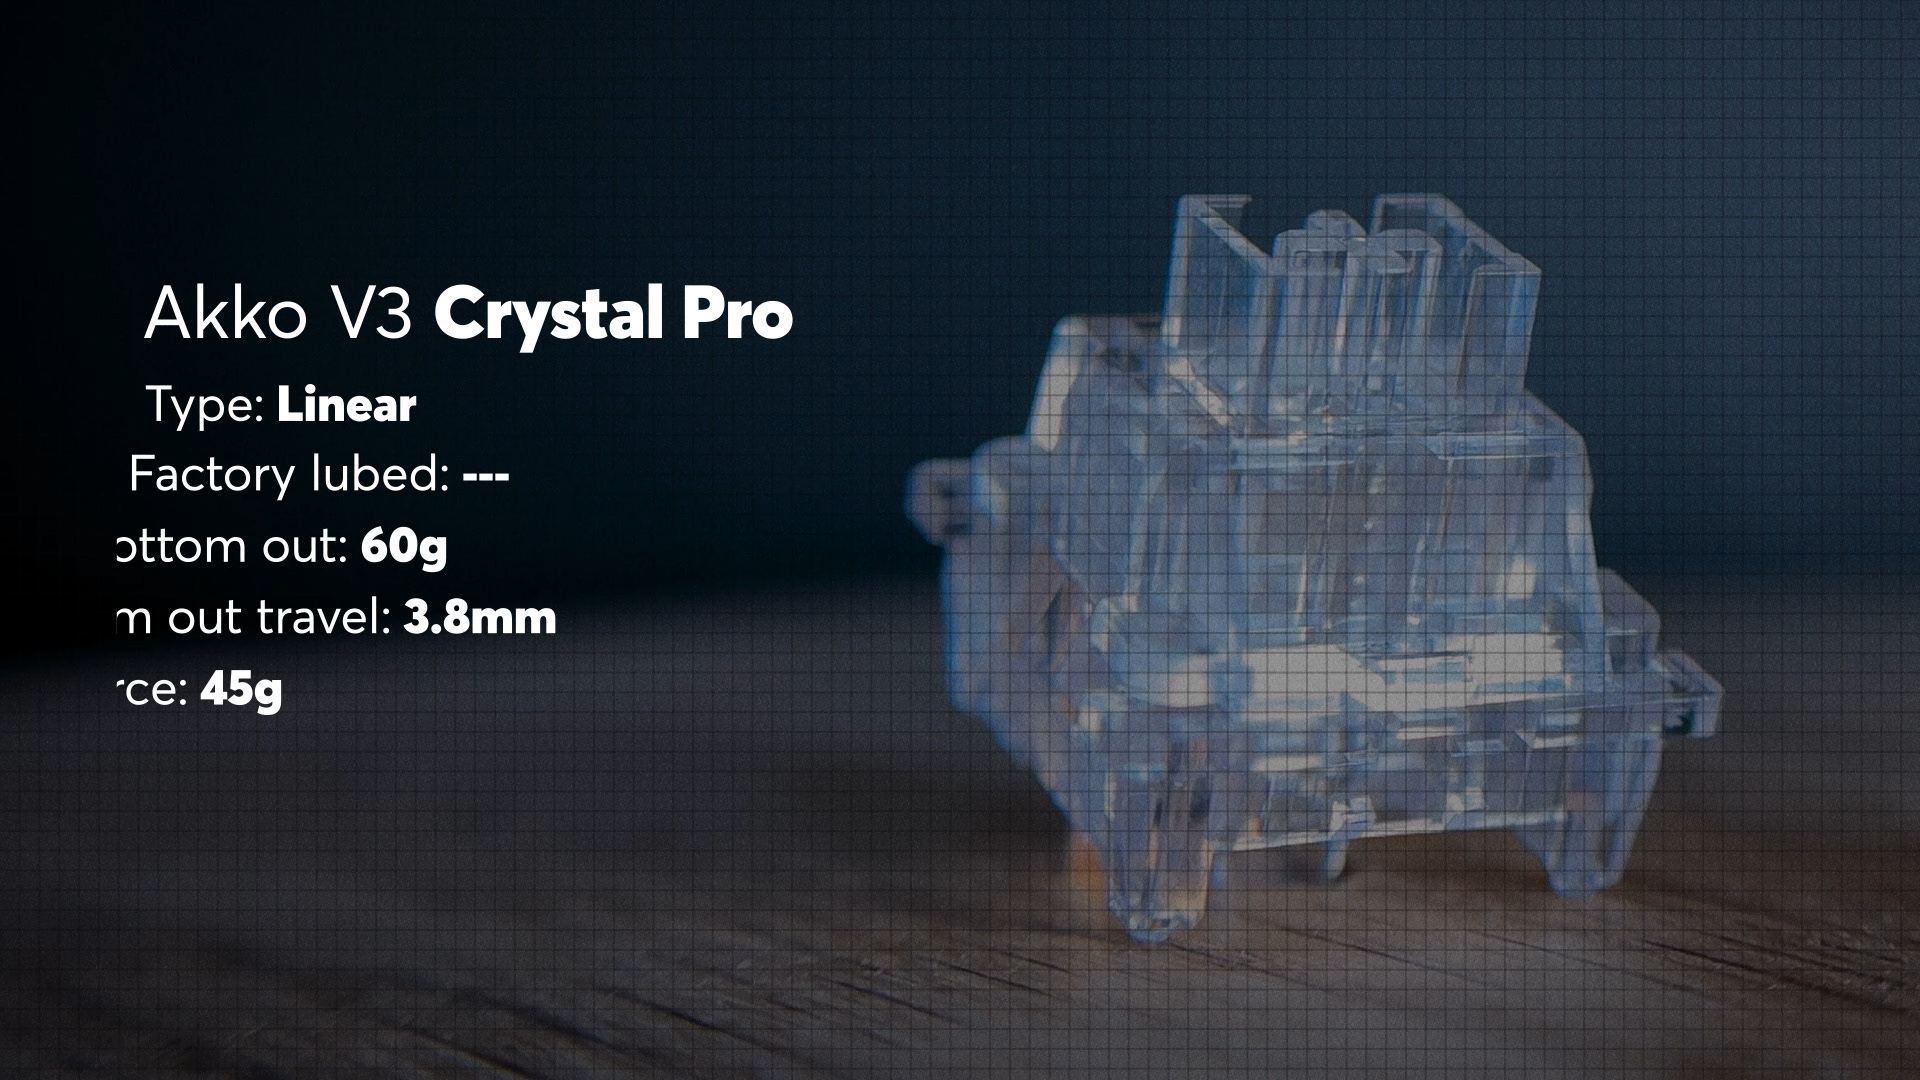 Akko V3 Crystal Pro
Type: Linear
Factory lubed: ---
ottom out: 60g
m out travel: 3.8mm
rce: 45g